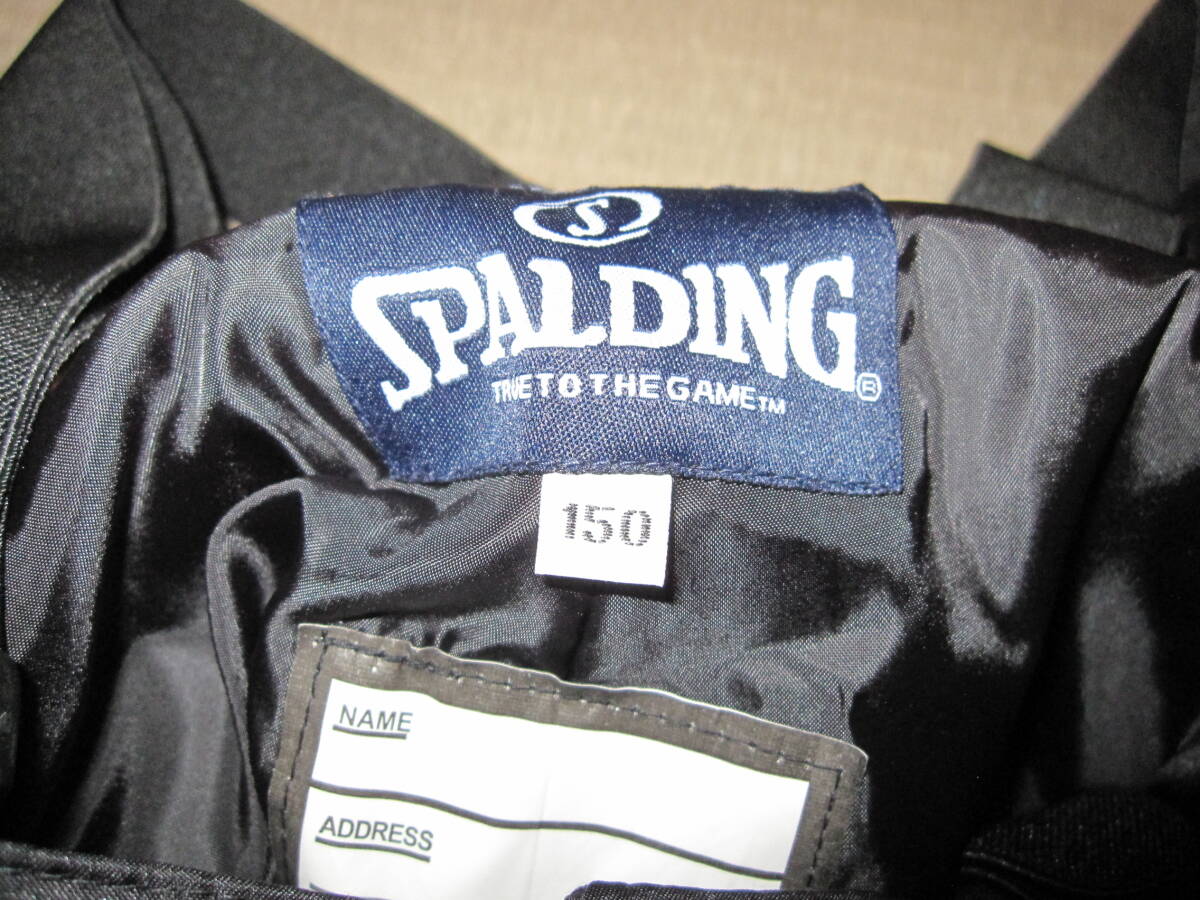 S
SPALDING®
TRUE TO THE GAME™
150
NAME
ADDRESS